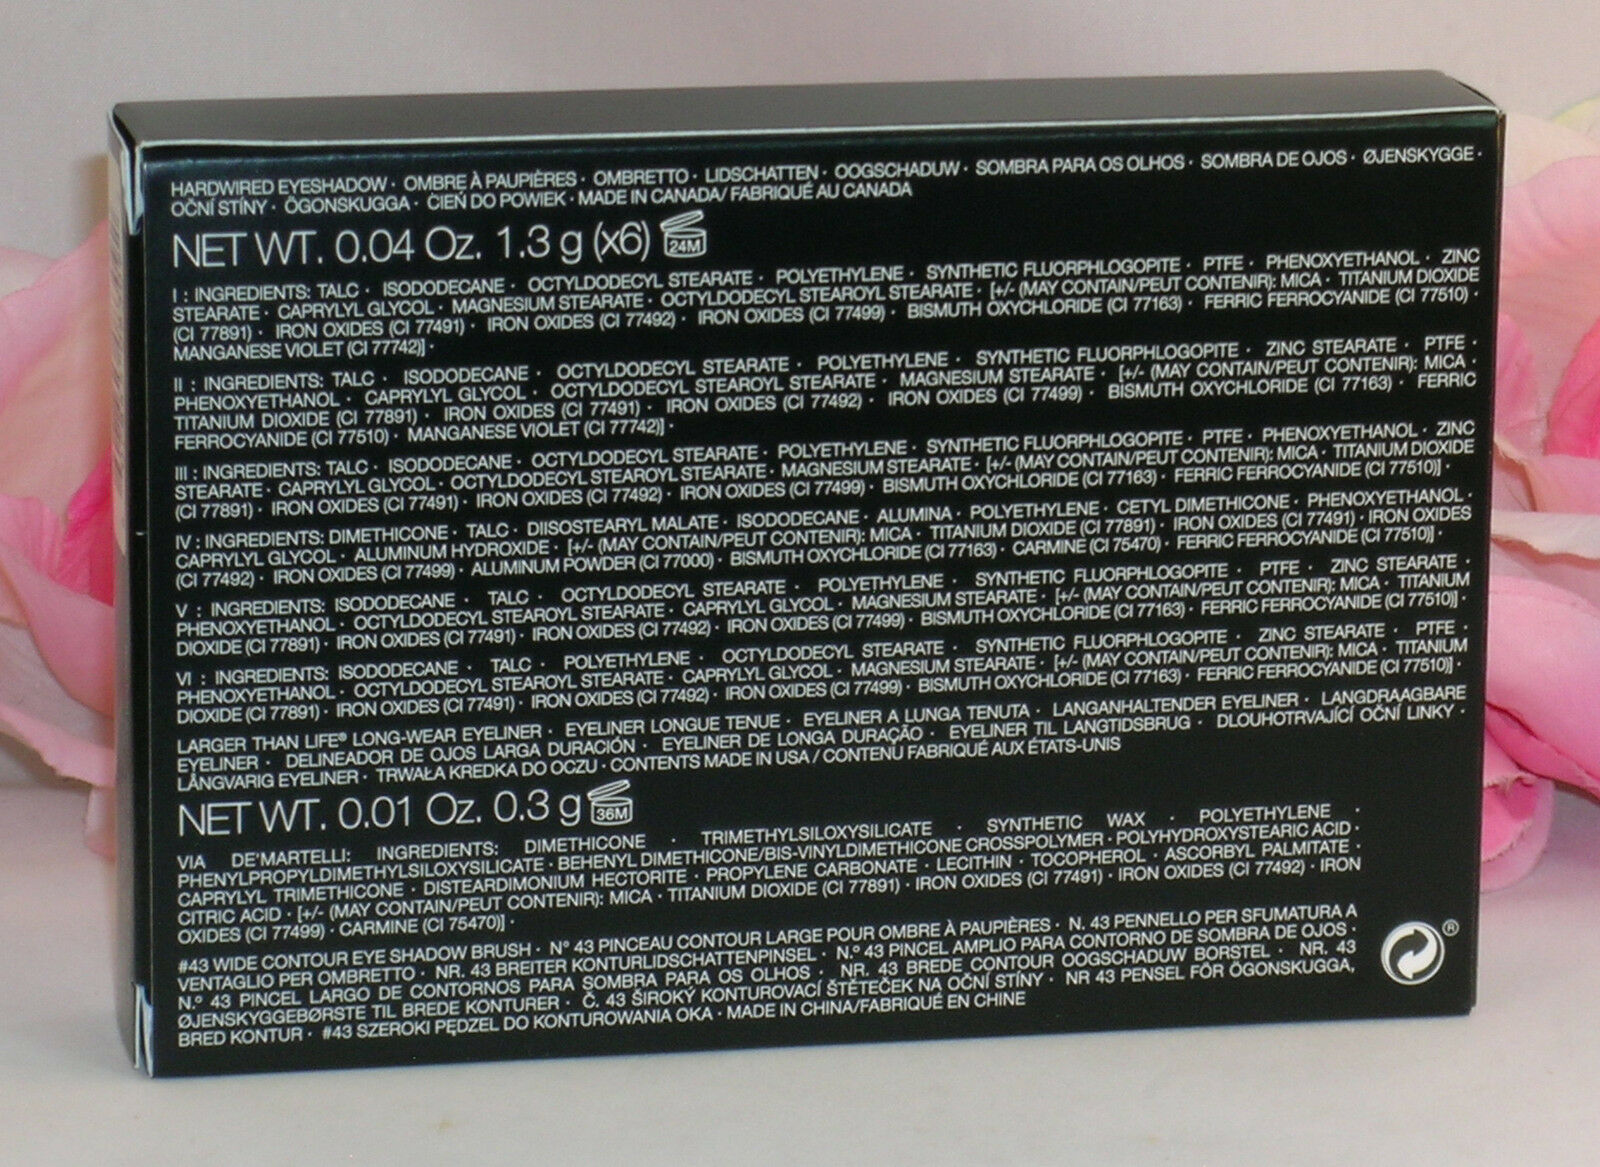 HARDWIRED EYESHADOW · OMBRE À PAUPIÈRES · OMBRETTO · LIDSCHATTEN · OOGSCHADUW · SOMBRA PARA OS OLHOS · SOMBRA DE OJOS · ØJENSKYGGE ·
OČNÍ STÍNY · ÖGONSKUGGA · CIEŃ DO POWIEK · MADE IN CANADA/ FABRIQUÉ AU CANADA
NET WT. 0.04 Oz. 1.3 g (x6) 24M
I : INGREDIENTS: TALC · ISODODECANE · OCTYLDODECYL STEARATE · POLYETHYLENE · SYNTHETIC FLUORPHLOGOPITE · PTFE · PHENOXYETHANOL · ZINC
STEARATE · CAPRYLYL GLYCOL · MAGNESIUM STEARATE · OCTYLDODECYL STEAROYL STEARATE · [+/- (MAY CONTAIN/PEUT CONTENIR): MICA · TITANIUM DIOXIDE
(CI 77891) · IRON OXIDES (CI 77491) · IRON OXIDES (CI 77492) · IRON OXIDES (CI 77499) · BISMUTH OXYCHLORIDE (CI 77163) · FERRIC FERROCYANIDE (CI 77510) ·
MANGANESE VIOLET (CI 77742)] ·
II : INGREDIENTS: TALC · ISODODECANE · OCTYLDODECYL STEARATE · POLYETHYLENE · SYNTHETIC FLUORPHLOGOPITE · ZINC STEARATE · PTFE ·
PHENOXYETHANOL · CAPRYLYL GLYCOL · OCTYLDODECYL STEAROYL STEARATE · MAGNESIUM STEARATE · [+/- (MAY CONTAIN/PEUT CONTENIR): MICA ·
TITANIUM DIOXIDE (CI 77891) · IRON OXIDES (CI 77491) · IRON OXIDES (CI 77492) · IRON OXIDES (CI 77499) · BISMUTH OXYCHLORIDE (CI 77163) · FERRIC
FERROCYANIDE (CI 77510) · MANGANESE VIOLET (CI 77742)] ·
III : INGREDIENTS: TALC · ISODODECANE · OCTYLDODECYL STEARATE · POLYETHYLENE · SYNTHETIC FLUORPHLOGOPITE · PTFE · PHENOXYETHANOL · ZINC
STEARATE · CAPRYLYL GLYCOL · OCTYLDODECYL STEAROYL STEARATE · MAGNESIUM STEARATE · [+/- (MAY CONTAIN/PEUT CONTENIR): MICA · TITANIUM DIOXIDE
(CI 77891) · IRON OXIDES (CI 77491) · IRON OXIDES (CI 77492) · IRON OXIDES (CI 77499) · BISMUTH OXYCHLORIDE (CI 77163) · FERRIC FERROCYANIDE (CI 77510)] ·
IV : INGREDIENTS: DIMETHICONE · TALC · DIISOSTEARYL MALATE · ISODODECANE · ALUMINA · POLYETHYLENE · CETYL DIMETHICONE · PHENOXYETHANOL ·
CAPRYLYL GLYCOL · ALUMINUM HYDROXIDE · [+/- (MAY CONTAIN/PEUT CONTENIR): MICA · TITANIUM DIOXIDE (CI 77891) · IRON OXIDES (CI 77491) · IRON OXIDES
(CI 77492) · IRON OXIDES (CI 77499) · ALUMINUM POWDER (CI 77000) · BISMUTH OXYCHLORIDE (CI 77163) · CARMINE (CI 75470) · FERRIC FERROCYANIDE (CI 77510)] ·
V : INGREDIENTS: ISODODECANE · TALC · OCTYLDODECYL STEARATE · POLYETHYLENE · SYNTHETIC FLUORPHLOGOPITE · PTFE · ZINC STEARATE ·
PHENOXYETHANOL · OCTYLDODECYL STEAROYL STEARATE · CAPRYLYL GLYCOL · MAGNESIUM STEARATE · [+/- (MAY CONTAIN/PEUT CONTENIR): MICA · TITANIUM
DIOXIDE (CI 77891) · IRON OXIDES (CI 77491) · IRON OXIDES (CI 77492) · IRON OXIDES (CI 77499) · BISMUTH OXYCHLORIDE (CI 77163) · FERRIC FERROCYANIDE (CI 77510)] ·
VI : INGREDIENTS: ISODODECANE · TALC · POLYETHYLENE · OCTYLDODECYL STEARATE · SYNTHETIC FLUORPHLOGOPITE · ZINC STEARATE · PTFE ·
PHENOXYETHANOL · OCTYLDODECYL STEAROYL STEARATE · CAPRYLYL GLYCOL · MAGNESIUM STEARATE · [+/- (MAY CONTAIN/PEUT CONTENIR): MICA · TITANIUM
DIOXIDE (CI 77891) · IRON OXIDES (CI 77491) · IRON OXIDES (CI 77492) · IRON OXIDES (CI 77499) · BISMUTH OXYCHLORIDE (CI 77163) · FERRIC FERROCYANIDE (CI 77510)] ·
LARGER THAN LIFE® LONG-WEAR EYELINER · EYELINER LONGUE TENUE · EYELINER A LUNGA TENUTA · LANGANHALTENDER EYELINER · LANGDRAAGBARE
EYELINER · DELINEADOR DE OJOS LARGA DURACIÓN · EYELINER DE LONGA DURAÇÃO · EYELINER TIL LANGTIDSBRUG · DLOUHOTRVAJÍCÍ OČNÍ LINKY ·
LÅNGVARIG EYELINER · TRWAŁA KREDKA DO OCZU · CONTENTS MADE IN USA / CONTENU FABRIQUÉ AUX ÉTATS-UNIS
NET WT. 0.01 Oz. 0.3 g 36M
VIA DE'MARTELLI: INGREDIENTS: DIMETHICONE · TRIMETHYLSILOXYSILICATE · SYNTHETIC WAX · POLYETHYLENE ·
PHENYLPROPYLDIMETHYLSILOXYSILICATE · BEHENYL DIMETHICONE/BIS-VINYLDIMETHICONE CROSSPOLYMER · POLYHYDROXYSTEARIC ACID ·
CAPRYLYL TRIMETHICONE · DISTEARDIMONIUM HECTORITE · PROPYLENE CARBONATE · LECITHIN · TOCOPHEROL · ASCORBYL PALMITATE ·
CITRIC ACID · [+/- (MAY CONTAIN/PEUT CONTENIR): MICA · TITANIUM DIOXIDE (CI 77891) · IRON OXIDES (CI 77491) · IRON OXIDES (CI 77492) · IRON
OXIDES (CI 77499) · CARMINE (CI 75470)] ·
#43 WIDE CONTOUR EYE SHADOW BRUSH · N° 43 PINCEAU CONTOUR LARGE POUR OMBRE À PAUPIÈRES · N. 43 PENNELLO PER SFUMATURA A
VENTAGLIO PER OMBRETTO · NR. 43 BREITER KONTURLIDSCHATTENPINSEL · N.º 43 PINCEL AMPLIO PARA CONTORNO DE SOMBRA DE OJOS ·
N.º 43 PINCEL LARGO DE CONTORNOS PARA SOMBRA PARA OS OLHOS · NR. 43 BREDE CONTOUR OOGSCHADUW BORSTEL · NR. 43
ØJENSKYGGEBØRSTE TIL BREDE KONTURER · Č. 43 ŠIROKÝ KONTUROVACÍ ŠTĚTEČEK NA OČNÍ STÍNY · NR 43 PENSEL FÖR ÖGONSKUGGA,
BRED KONTUR · #43 SZEROKI PĘDZEL DO KONTUROWANIA OKA · MADE IN CHINA/FABRIQUÉ EN CHINE
®